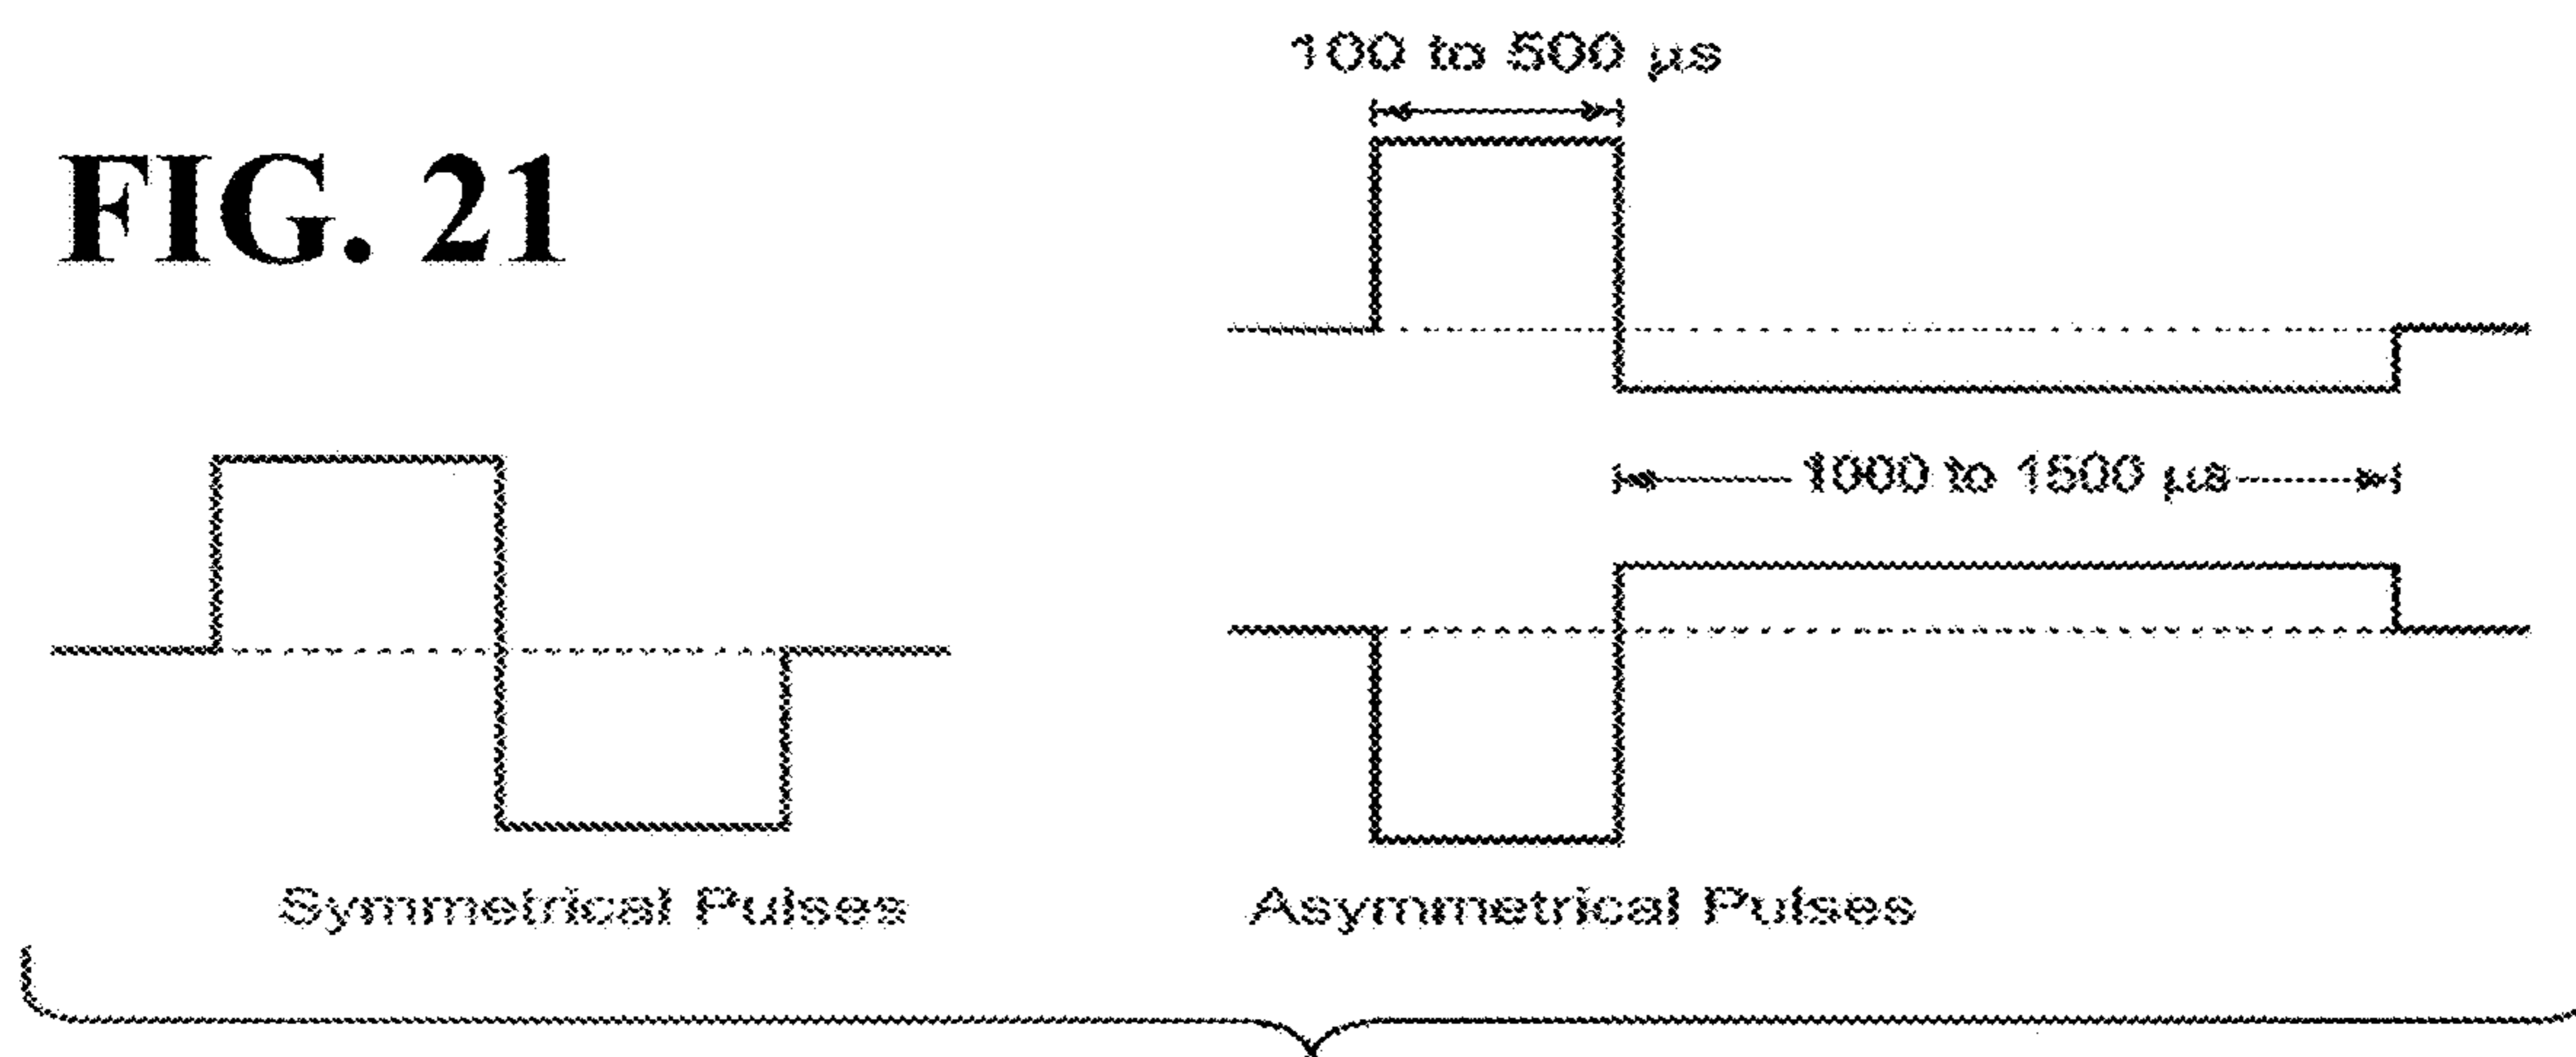 FIG. 21
100 to 500 µs
1000 to 1500 µs
Symmetrical Pulses
Asymmetrical Pulses